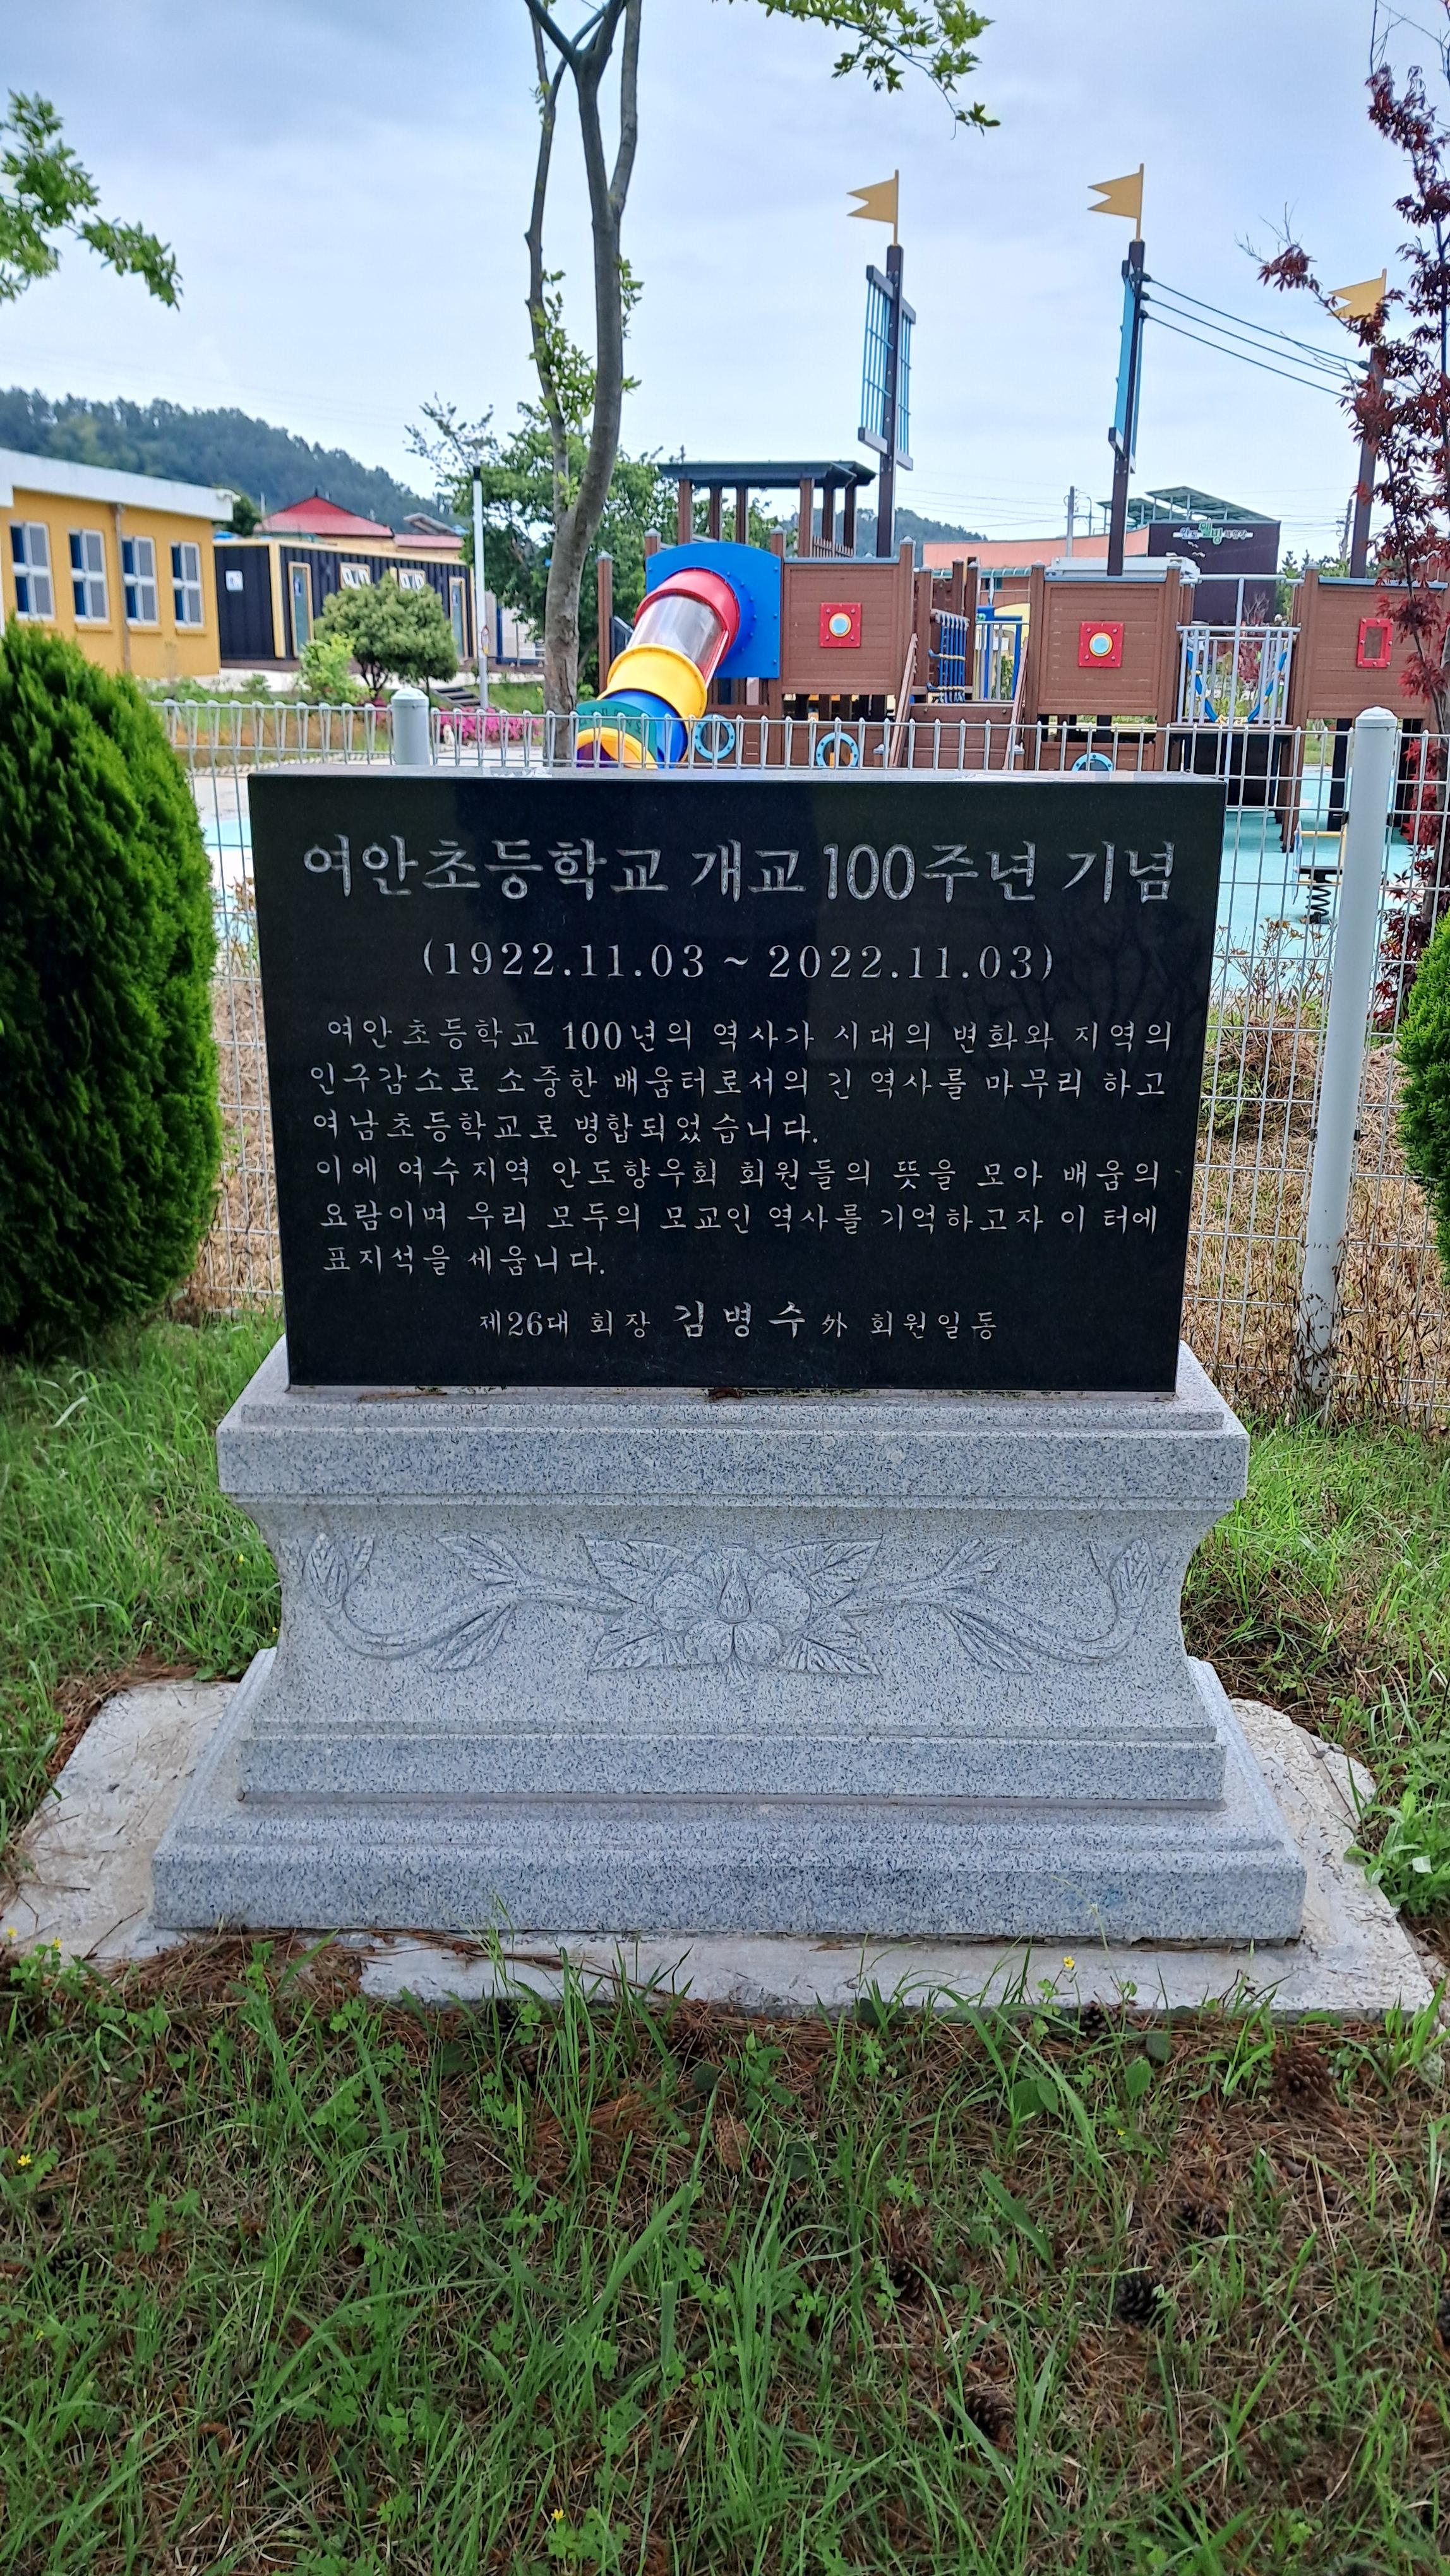 여안초등학교 개교 100주년 기념
(1922.11.03 ~ 2022.11.03)
여안초등학교 100년의 역사가 시대의 변화와 지역의
인구감소로 소중한 배움터로서의 긴 역사를 마무리 하고
여남초등학교로 병합되었습니다.
이에 여수지역 안도향우회 회원들의 뜻을 모아 배움의
요람이며 우리 모두의 모교인 역사를 기억하고자 이 터에
표지석을 세웁니다.
제26대 회장 김병수 外 회원일동